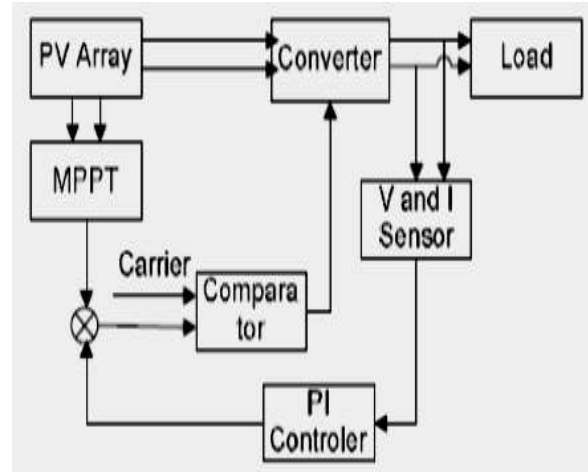 PV Array
Converter
Load
MPPT
V and I
Sensor
Carrier
Compara
tor
PI
Controler